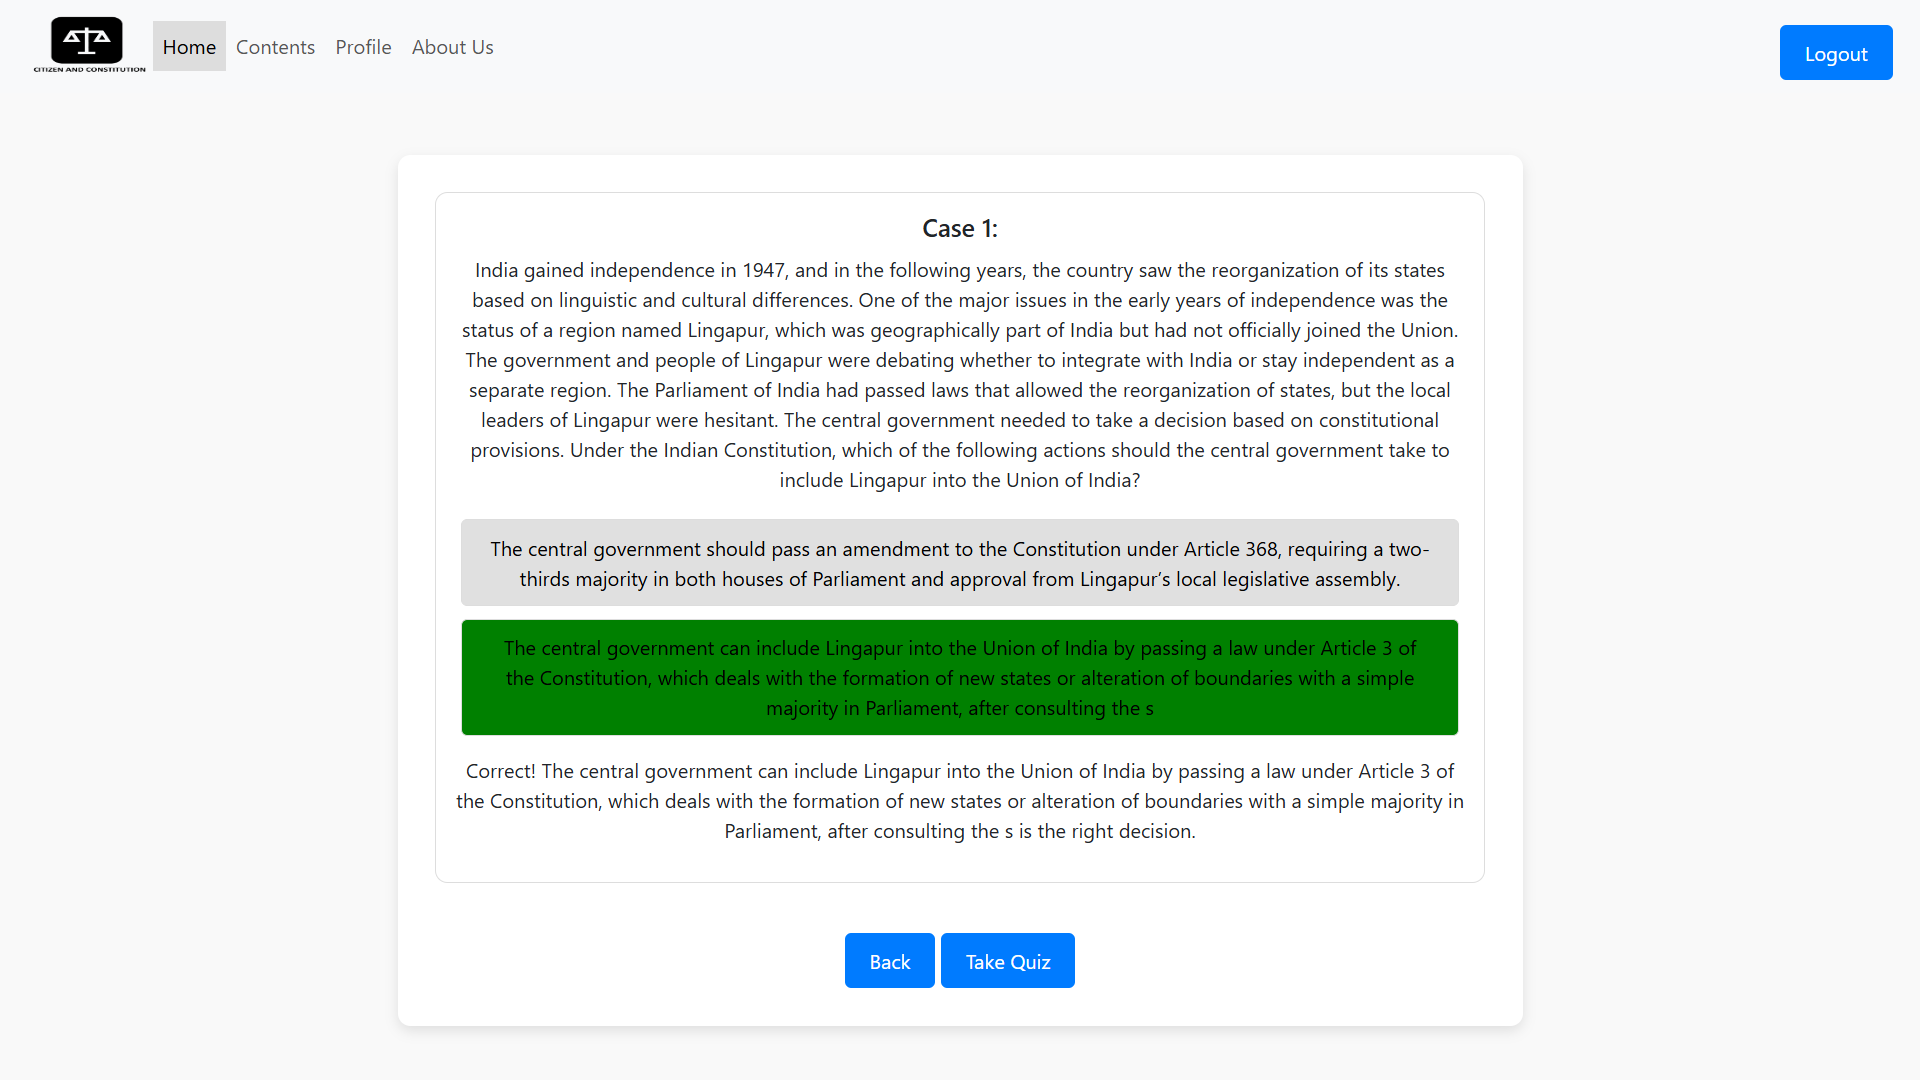 CITIZEN AND CONSTITUTION
Home
Contents
Profile
About Us
Logout
Case 1:
India gained independence in 1947, and in the following years, the country saw the reorganization of its states
based on linguistic and cultural differences. One of the major issues in the early years of independence was the
status of a region named Lingapur, which was geographically part of India but had not officially joined the Union.
The government and people of Lingapur were debating whether to integrate with India or stay independent as a
separate region. The Parliament of India had passed laws that allowed the reorganization of states, but the local
leaders of Lingapur were hesitant. The central government needed to take a decision based on constitutional
provisions. Under the Indian Constitution, which of the following actions should the central government take to
include Lingapur into the Union of India?
The central government should pass an amendment to the Constitution under Article 368, requiring a two-
thirds majority in both houses of Parliament and approval from Lingapur’s local legislative assembly.
The central government can include Lingapur into the Union of India by passing a law under Article 3 of
the Constitution, which deals with the formation of new states or alteration of boundaries with a simple
majority in Parliament, after consulting the s
Correct! The central government can include Lingapur into the Union of India by passing a law under Article 3 of
the Constitution, which deals with the formation of new states or alteration of boundaries with a simple majority in
Parliament, after consulting the s is the right decision.
Back
Take Quiz